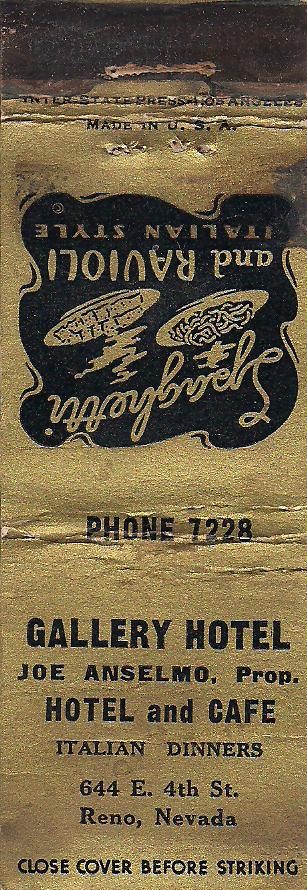 INTER STATE PRESS-LOS ANGELES
MADE IN U. S. A.
Spaghetti
and RAVIOLI
ITALIAN STYLE
PHONE 7228
GALLERY HOTEL
JOE ANSELMO, Prop.
HOTEL and CAFE
ITALIAN DINNERS
644 E. 4th St.
Reno, Nevada
CLOSE COVER BEFORE STRIKING